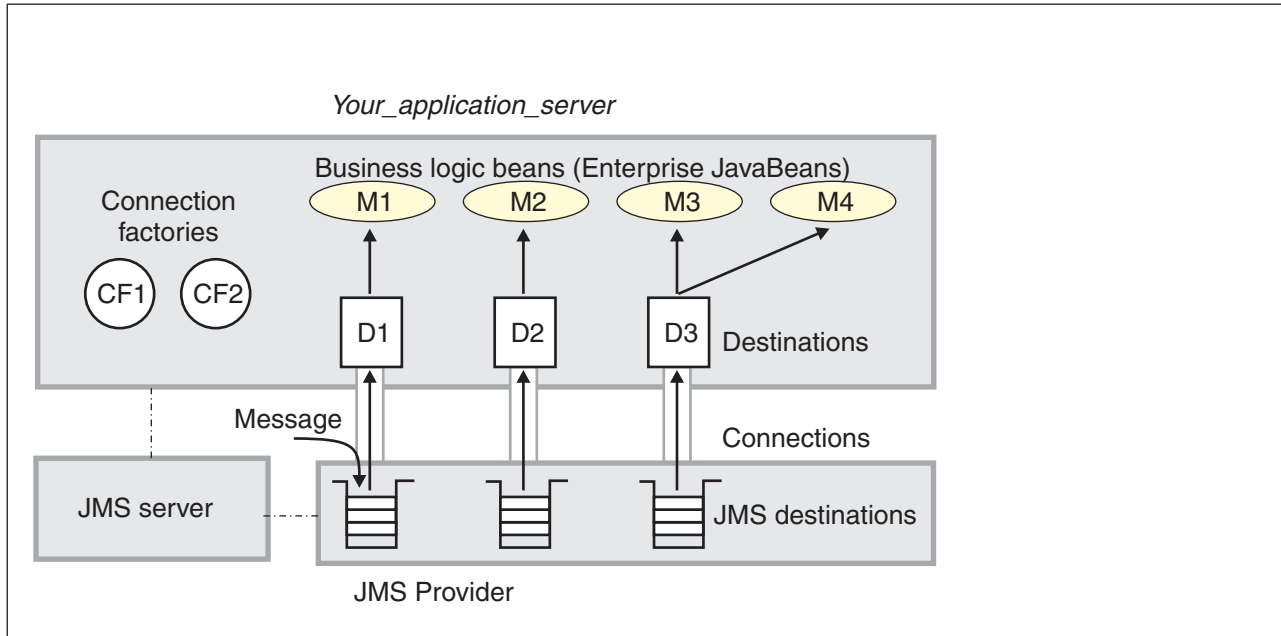 Your_application_server
Business logic beans (Enterprise JavaBeans)
Connection
factories
M1
M2
M3
M4
CF1
CF2
D1
D2
D3
Destinations
Message
Connections
JMS server
JMS destinations
JMS Provider